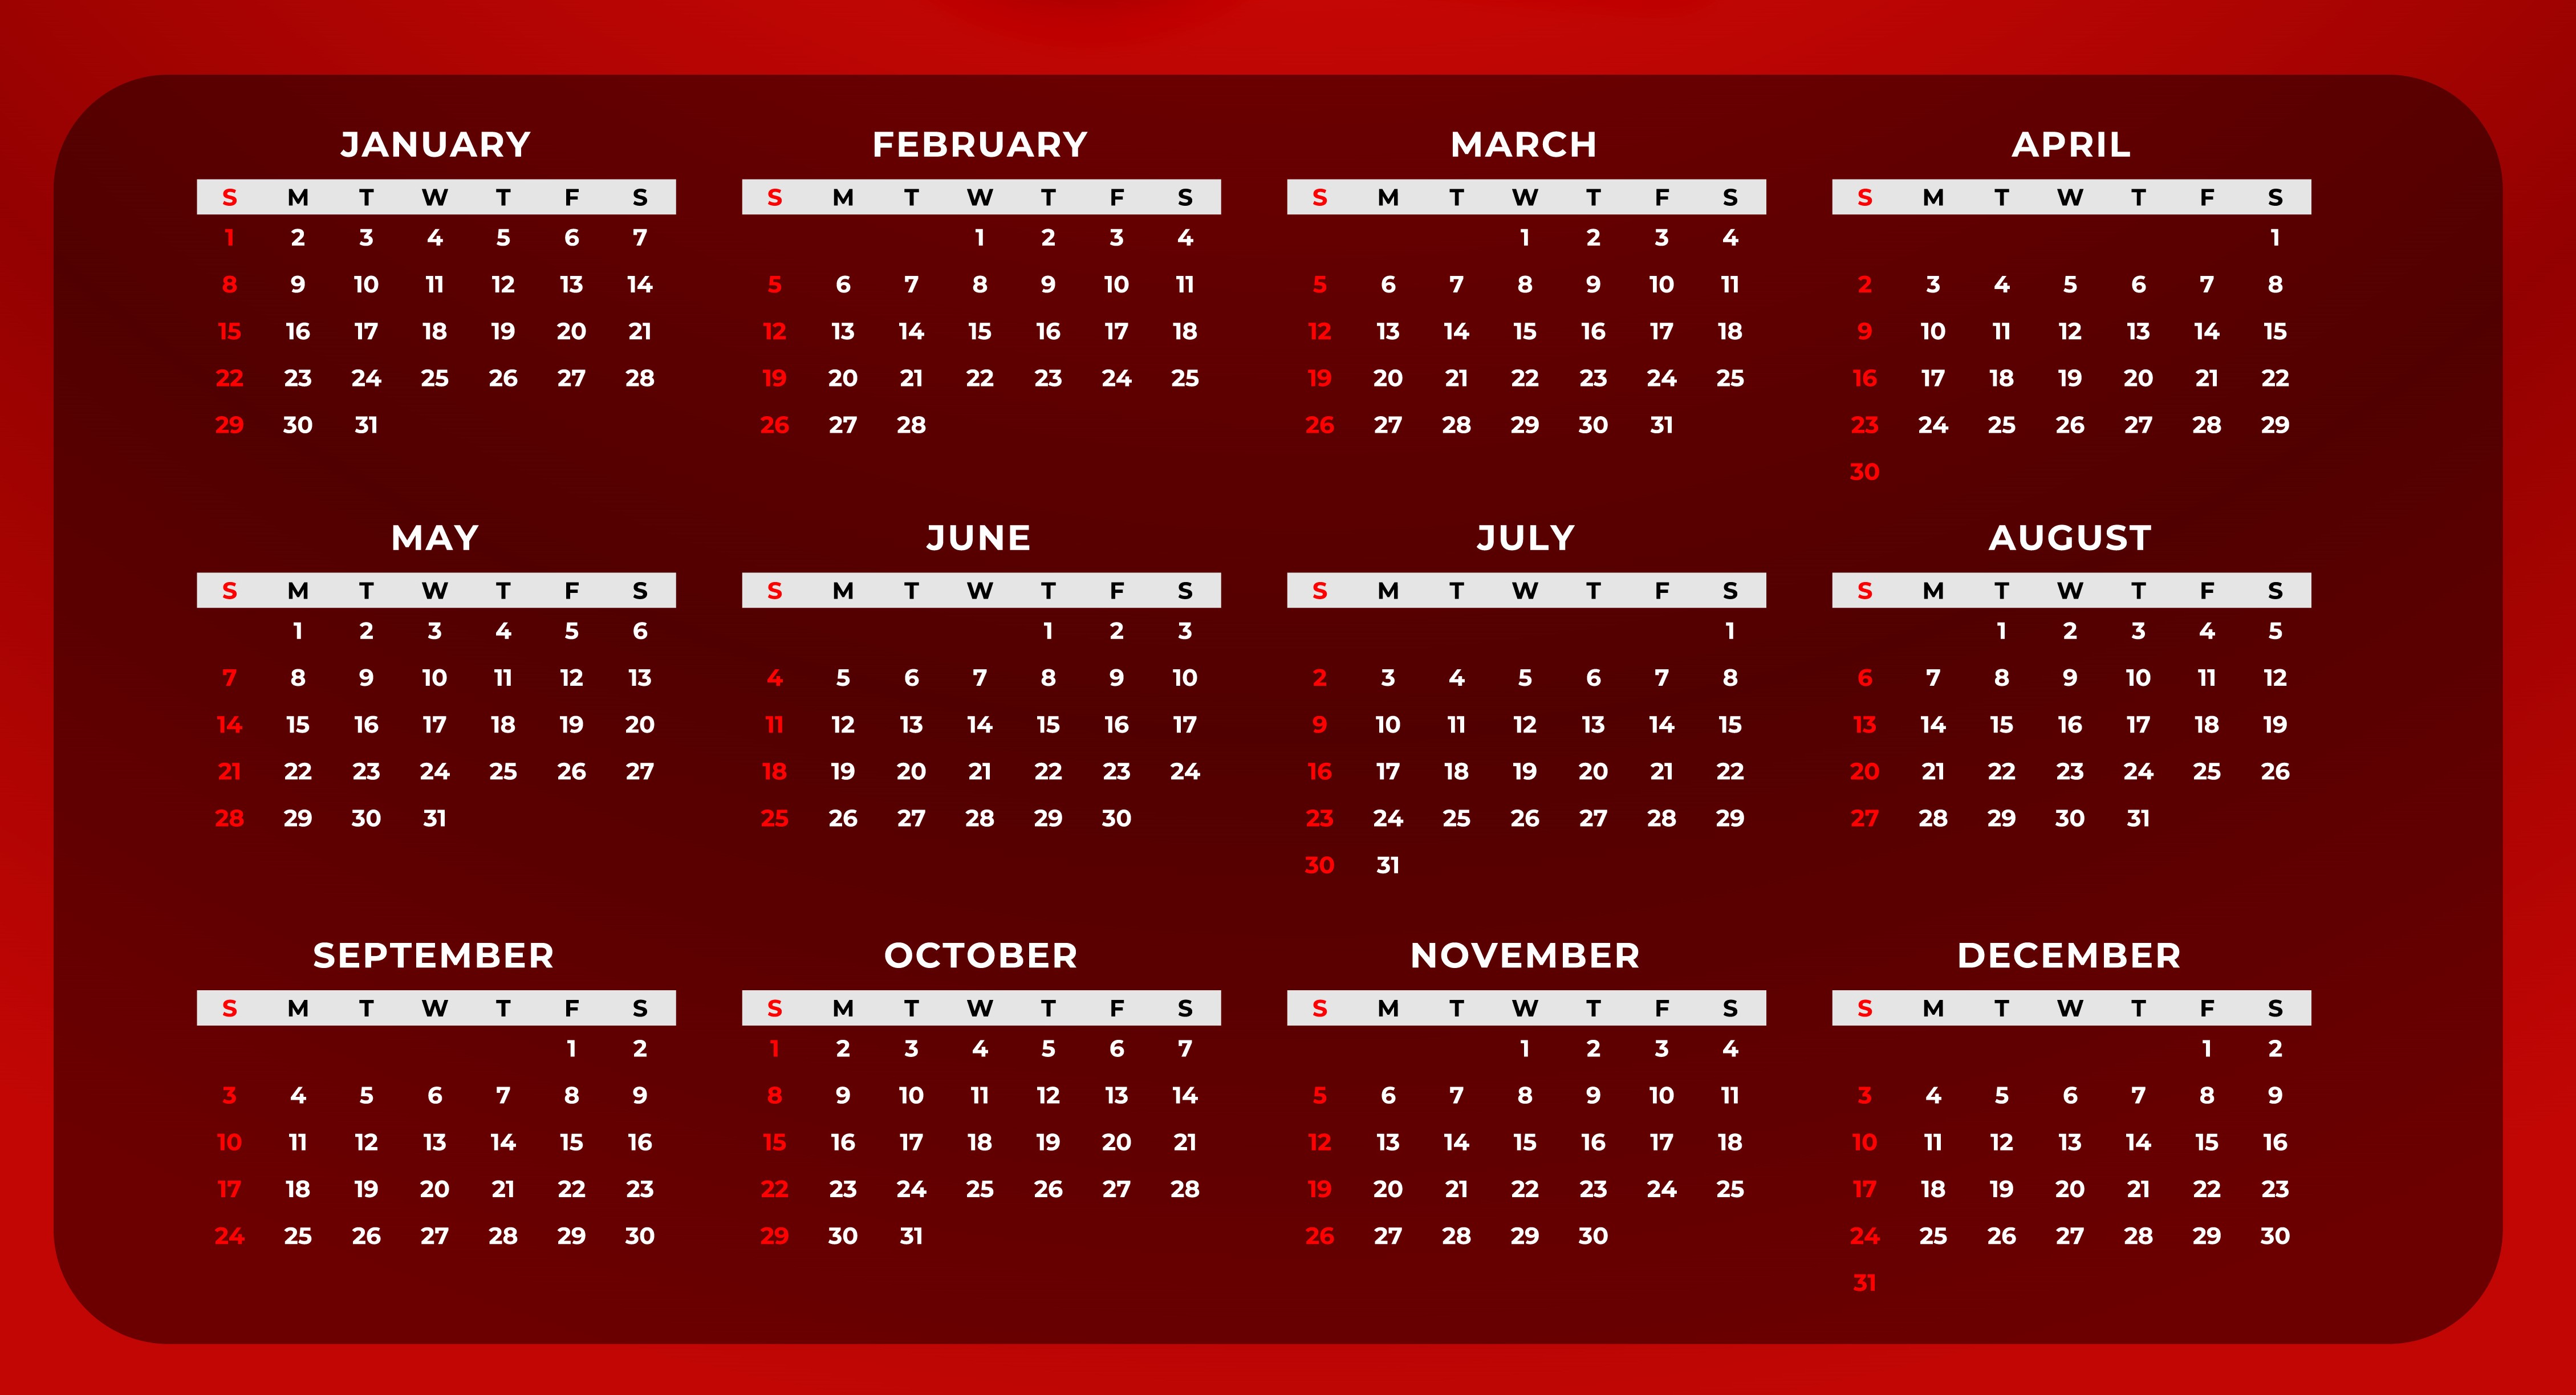 JANUARY
S M T W T F S
1 2 3 4 5 6 7
8 9 10 11 12 13 14
15 16 17 18 19 20 21
22 23 24 25 26 27 28
29 30 31
FEBRUARY
S M T W T F S
1 2 3 4
5 6 7 8 9 10 11
12 13 14 15 16 17 18
19 20 21 22 23 24 25
26 27 28
MARCH
S M T W T F S
1 2 3 4
5 6 7 8 9 10 11
12 13 14 15 16 17 18
19 20 21 22 23 24 25
26 27 28 29 30 31
APRIL
S M T W T F S
1
2 3 4 5 6 7 8
9 10 11 12 13 14 15
16 17 18 19 20 21 22
23 24 25 26 27 28 29
30
MAY
S M T W T F S
1 2 3 4 5 6
7 8 9 10 11 12 13
14 15 16 17 18 19 20
21 22 23 24 25 26 27
28 29 30 31
JUNE
S M T W T F S
1 2 3
4 5 6 7 8 9 10
11 12 13 14 15 16 17
18 19 20 21 22 23 24
25 26 27 28 29 30
JULY
S M T W T F S
1
2 3 4 5 6 7 8
9 10 11 12 13 14 15
16 17 18 19 20 21 22
23 24 25 26 27 28 29
30 31
AUGUST
S M T W T F S
1 2 3 4 5
6 7 8 9 10 11 12
13 14 15 16 17 18 19
20 21 22 23 24 25 26
27 28 29 30 31
SEPTEMBER
S M T W T F S
1 2
3 4 5 6 7 8 9
10 11 12 13 14 15 16
17 18 19 20 21 22 23
24 25 26 27 28 29 30
OCTOBER
S M T W T F S
1 2 3 4 5 6 7
8 9 10 11 12 13 14
15 16 17 18 19 20 21
22 23 24 25 26 27 28
29 30 31
NOVEMBER
S M T W T F S
1 2 3 4
5 6 7 8 9 10 11
12 13 14 15 16 17 18
19 20 21 22 23 24 25
26 27 28 29 30
DECEMBER
S M T W T F S
1 2
3 4 5 6 7 8 9
10 11 12 13 14 15 16
17 18 19 20 21 22 23
24 25 26 27 28 29 30
31